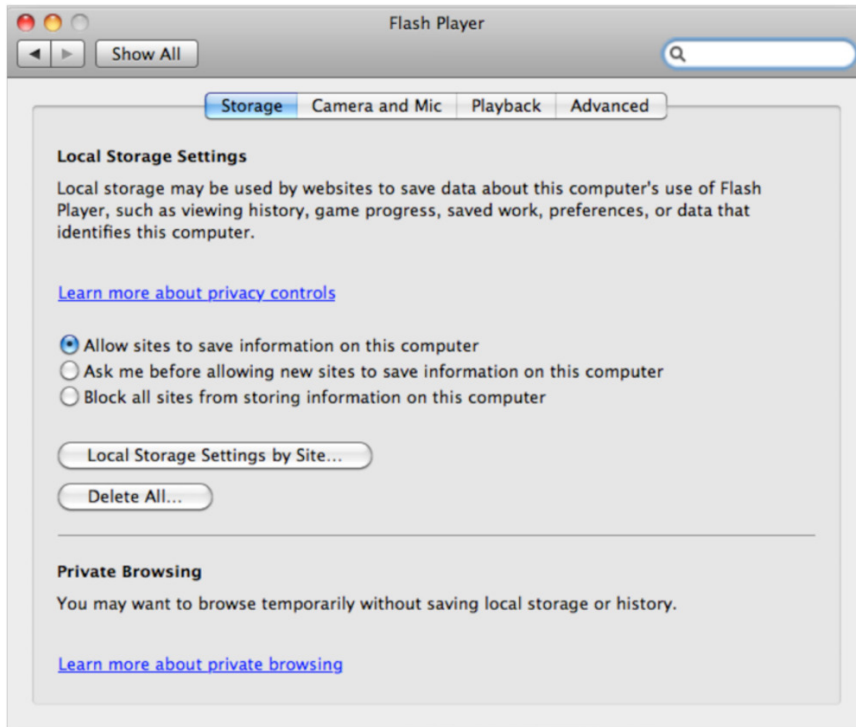 Flash Player
Show All
Storage Camera and Mic Playback Advanced
Local Storage Settings
Local storage may be used by websites to save data about this computer's use of Flash
Player, such as viewing history, game progress, saved work, preferences, or data that
identifies this computer.
Learn more about privacy controls
Allow sites to save information on this computer
Ask me before allowing new sites to save information on this computer
Block all sites from storing information on this computer
Local Storage Settings by Site...
Delete All...
Private Browsing
You may want to browse temporarily without saving local storage or history.
Learn more about private browsing